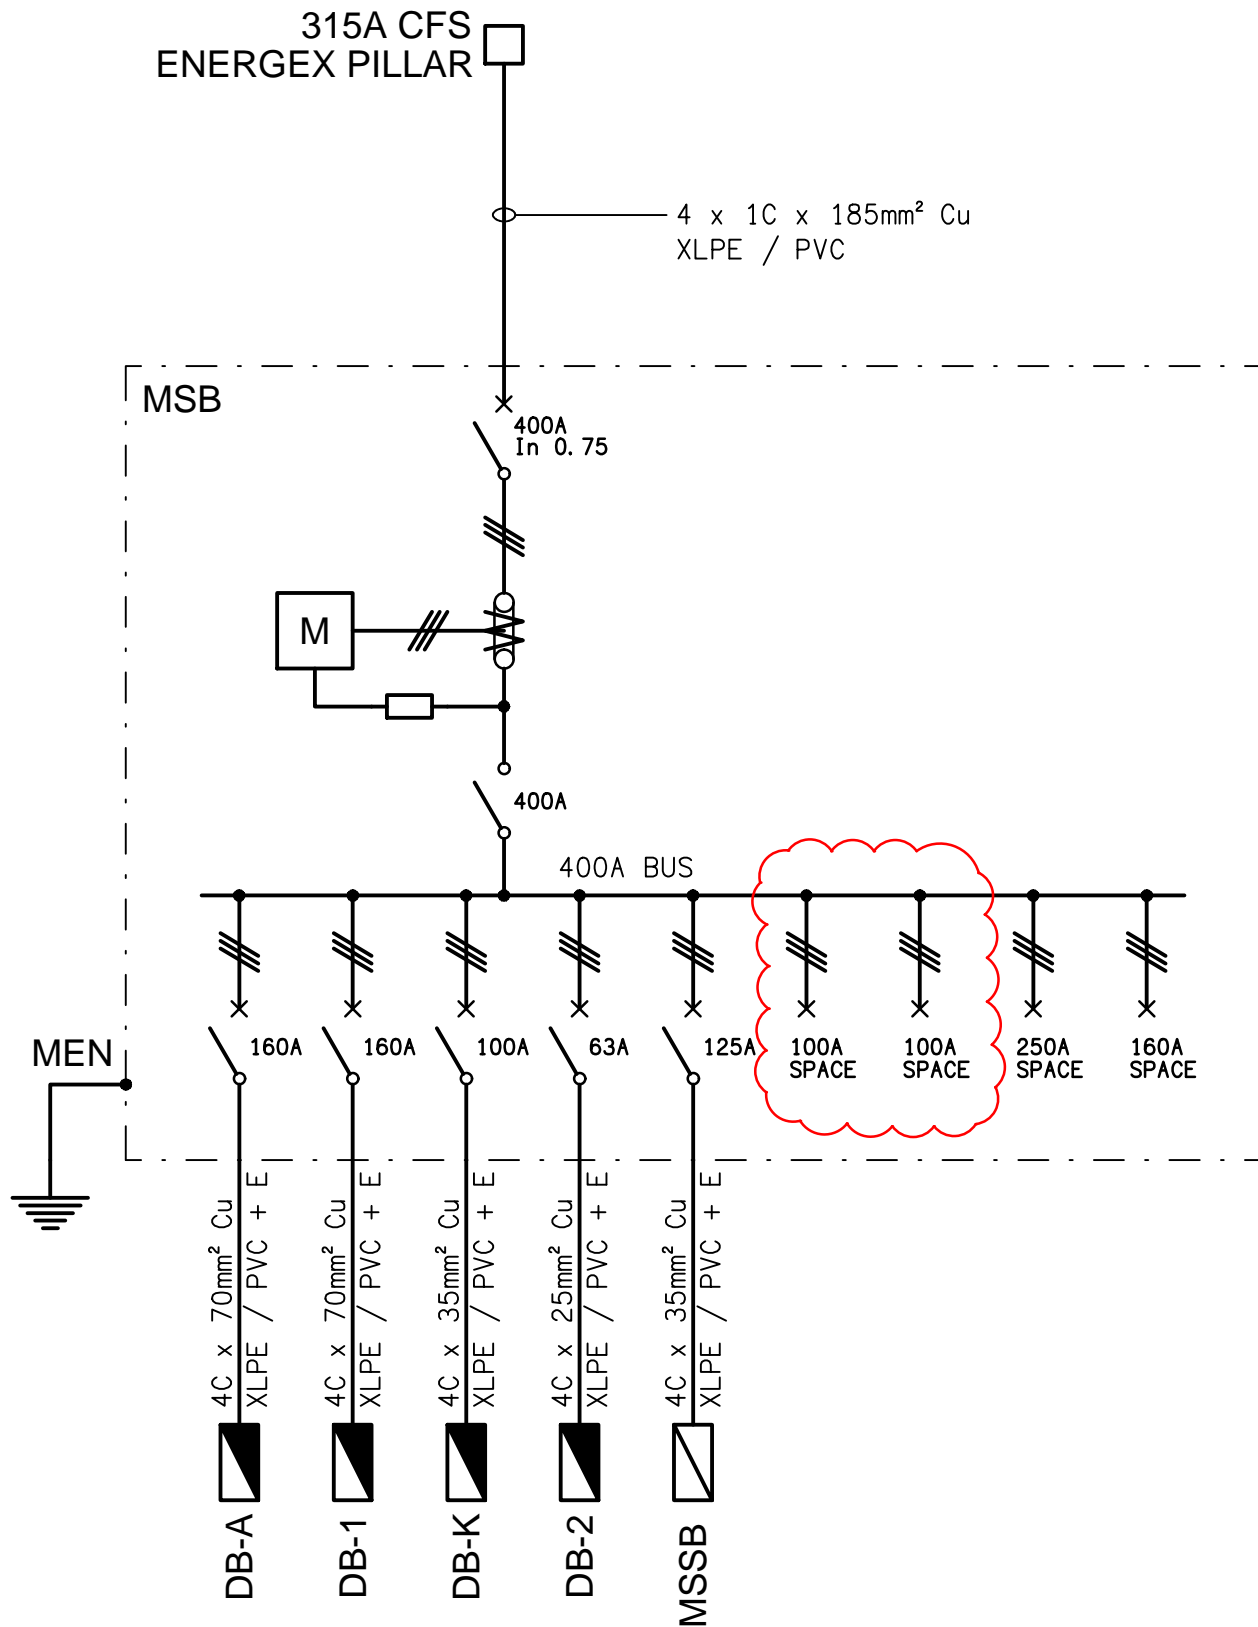 315A CFS
ENERGEX PILLAR
4 x 1C x 185mm² Cu
XLPE / PVC
MSB
400A
In 0.75
M
400A
400A BUS
160A
160A
100A
63A
125A
100A
SPACE
100A
SPACE
250A
SPACE
160A
SPACE
MEN
4C x 70mm² Cu
XLPE / PVC + E
4C x 70mm² Cu
XLPE / PVC + E
4C x 35mm² Cu
XLPE / PVC + E
4C x 25mm² Cu
XLPE / PVC + E
4C x 35mm² Cu
XLPE / PVC + E
DB-A
DB-1
DB-K
DB-2
MSSB